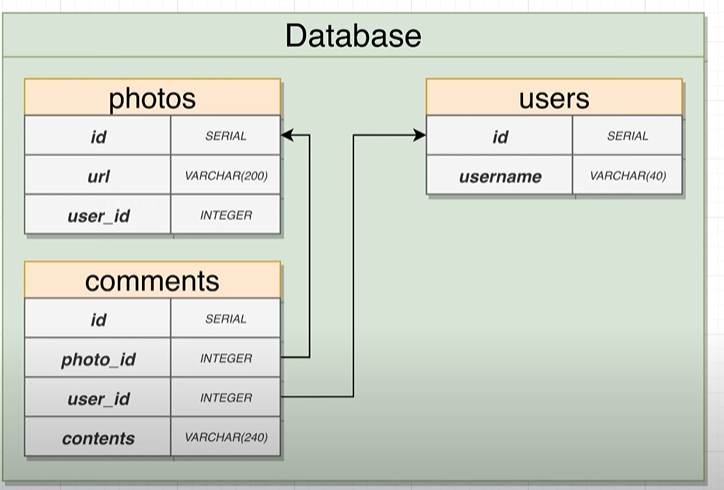 Database
photos
id SERIAL
url VARCHAR(200)
user_id INTEGER
users
id SERIAL
username VARCHAR(40)
comments
id SERIAL
photo_id INTEGER
user_id INTEGER
contents VARCHAR(240)